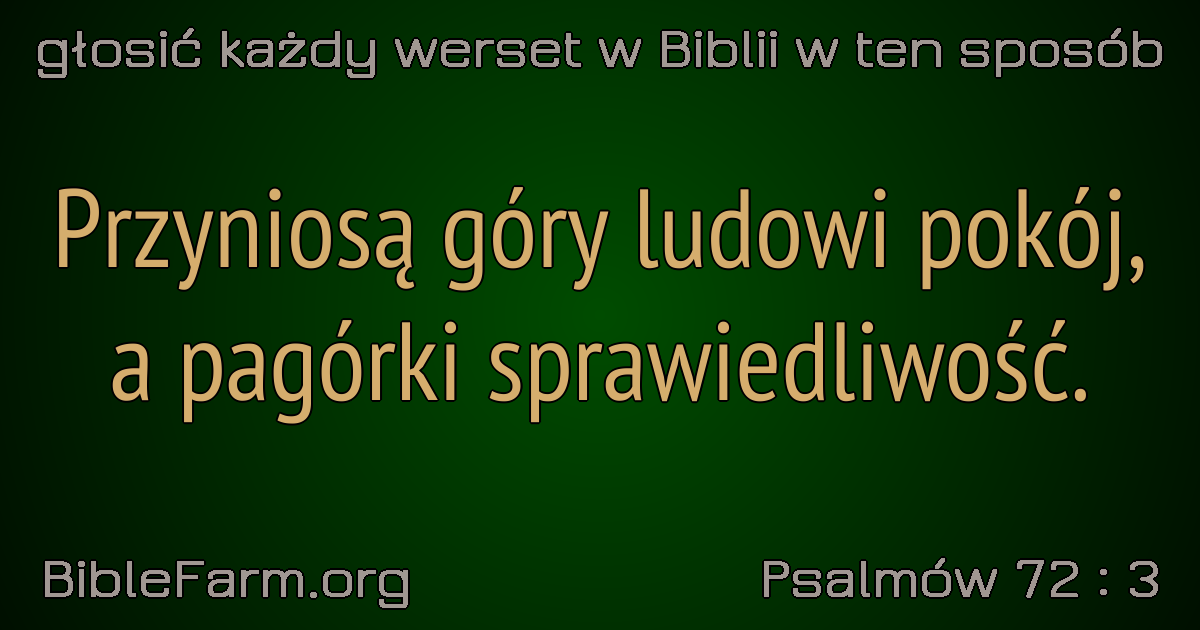 głosić każdy werset w Biblii w ten sposób
Przyniosą góry ludowi pokój,
a pagórki sprawiedliwość.
BibleFarm.org
Psalmów 72 : 3